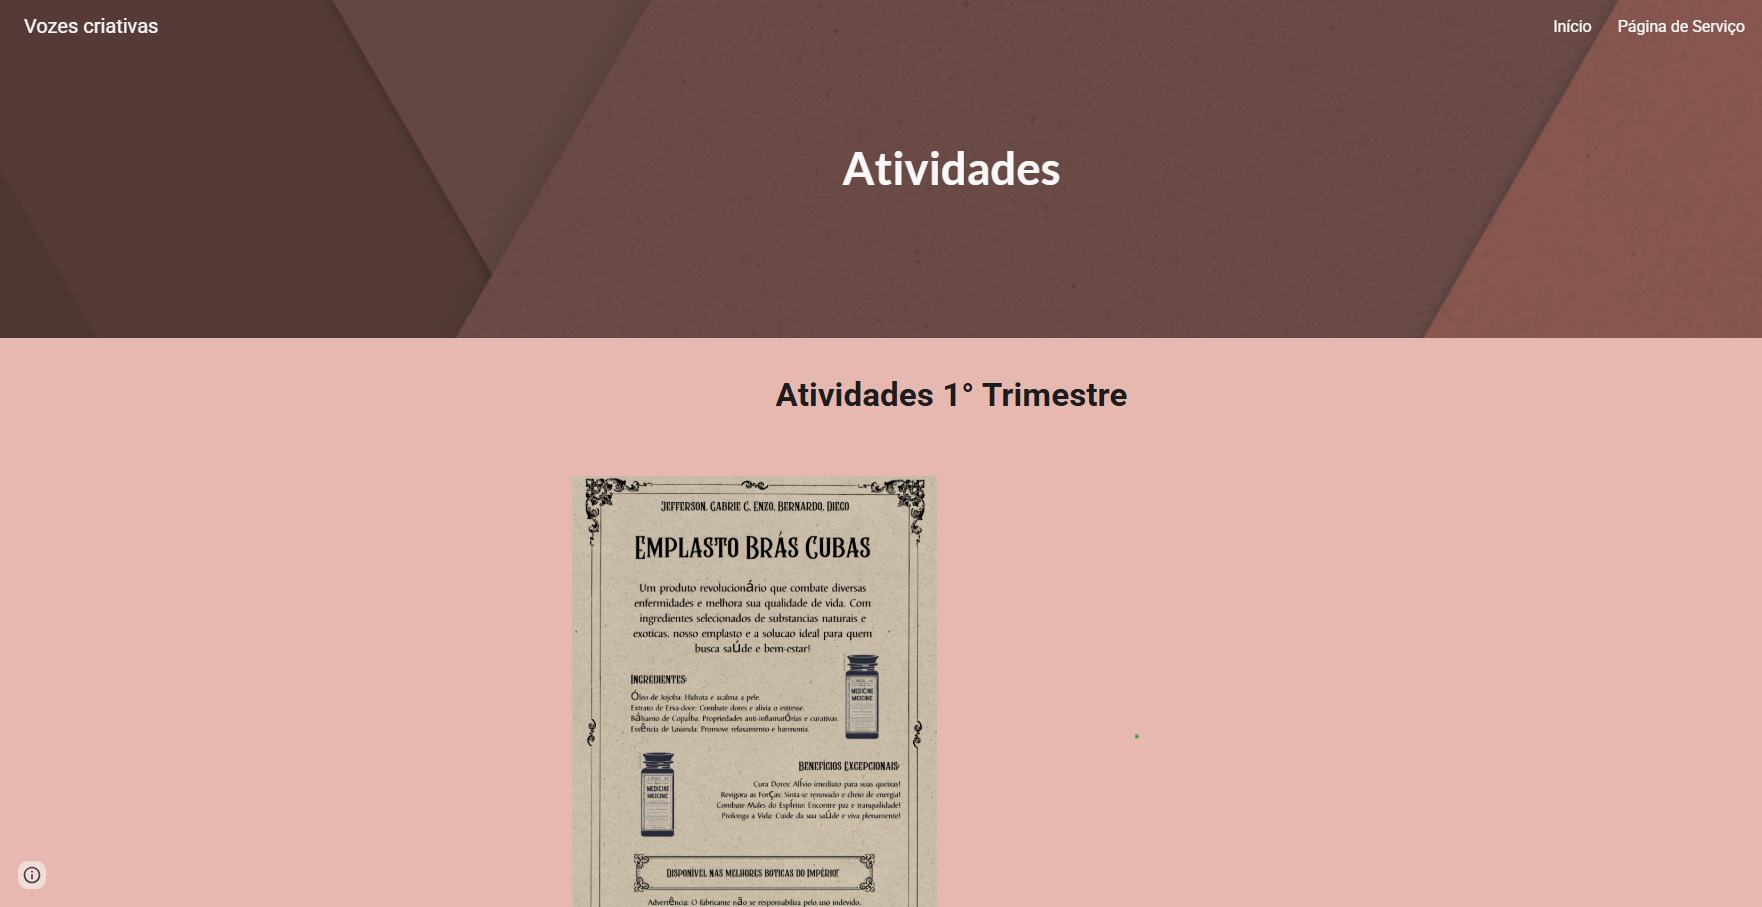 Vozes criativas
Início
Página de Serviço
Atividades
Atividades 1° Trimestre
Jefferson, Gabrie C, Enzo, Bernardo, Diego
Emplasto Brás Cubas
Um produto revolucionário que combate diversas
enfermidades e melhora sua qualidade de vida. Com
ingredientes selecionados de substancias naturais e
exoticas, nosso emplasto e a solucao ideal para quem
busca saÚde e bem-estar!
Ingredientes:
Óleo de Jojoba: Hidrata e acalma a pele.
Extrato de Erva-doce: Combate dores e alivia o estresse.
Bálsamo de CopaÍba: Propriedades anti-inflamatÓrias e curativas.
Essência de Lavanda: Promove relaxamento e harmonia.
MEDICINE
MEDICINE
Benefícios Excepcionais:
Cura Dores: AlÍvio imediato para suas queixas!
Revigora as Forças: Sinta-se renovado e cheio de energia!
Combate Males do EspÍrito: Encontre paz e tranquilidade!
Prolonga a Vida: Cuide da sua saÚde e viva plenamente!
MEDICINE
MEDICINE
Disponível nas melhores boticas do Império!
Advertência: O fabricante não se responsabiliza pelo uso indevido.